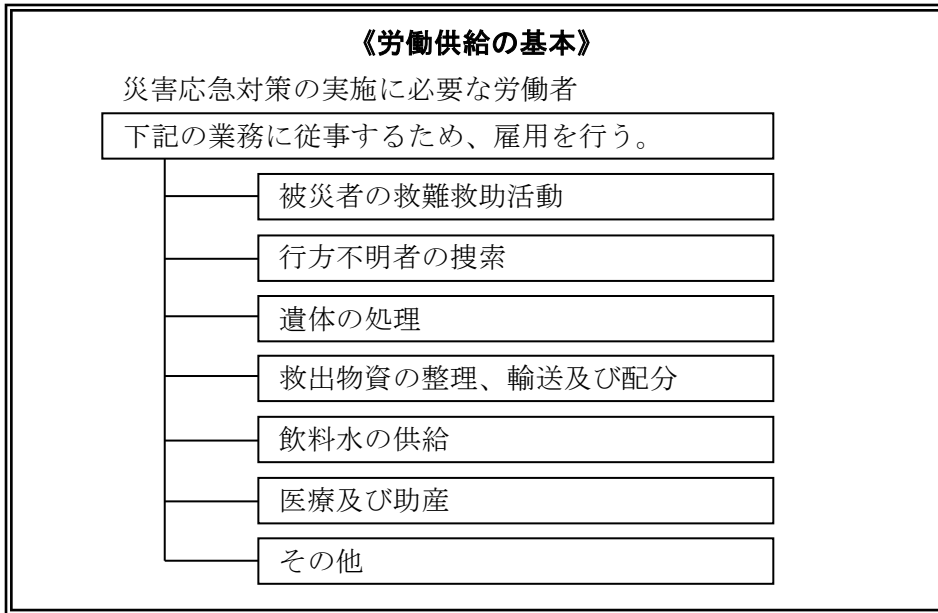 《労働供給の基本》
災害応急対策の実施に必要な労働者
下記の業務に従事するため、雇用を行う。
被災者の救難救助活動
行方不明者の捜索
遺体の処理
救出物資の整理、輸送及び配分
飲料水の供給
医療及び助産
その他